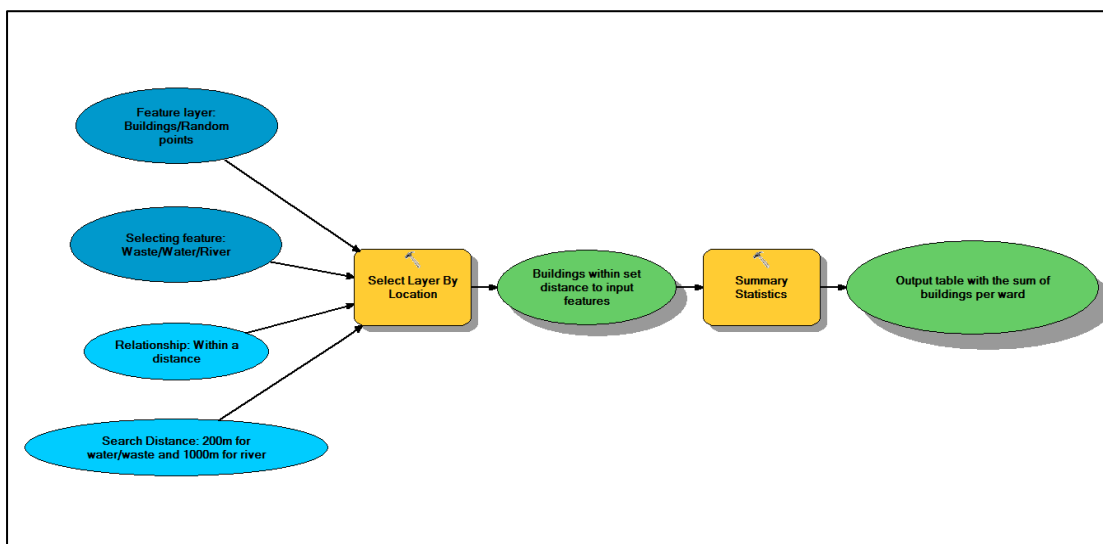 Feature layer:
Buildings/Random
points
Selecting feature:
Waste/Water/River
Relationship: Within a
distance
Search Distance: 200m for
water/waste and 1000m for river
Select Layer By
Location
Buildings within set
distance to input
features
Summary
Statistics
Output table with the sum of
buildings per ward